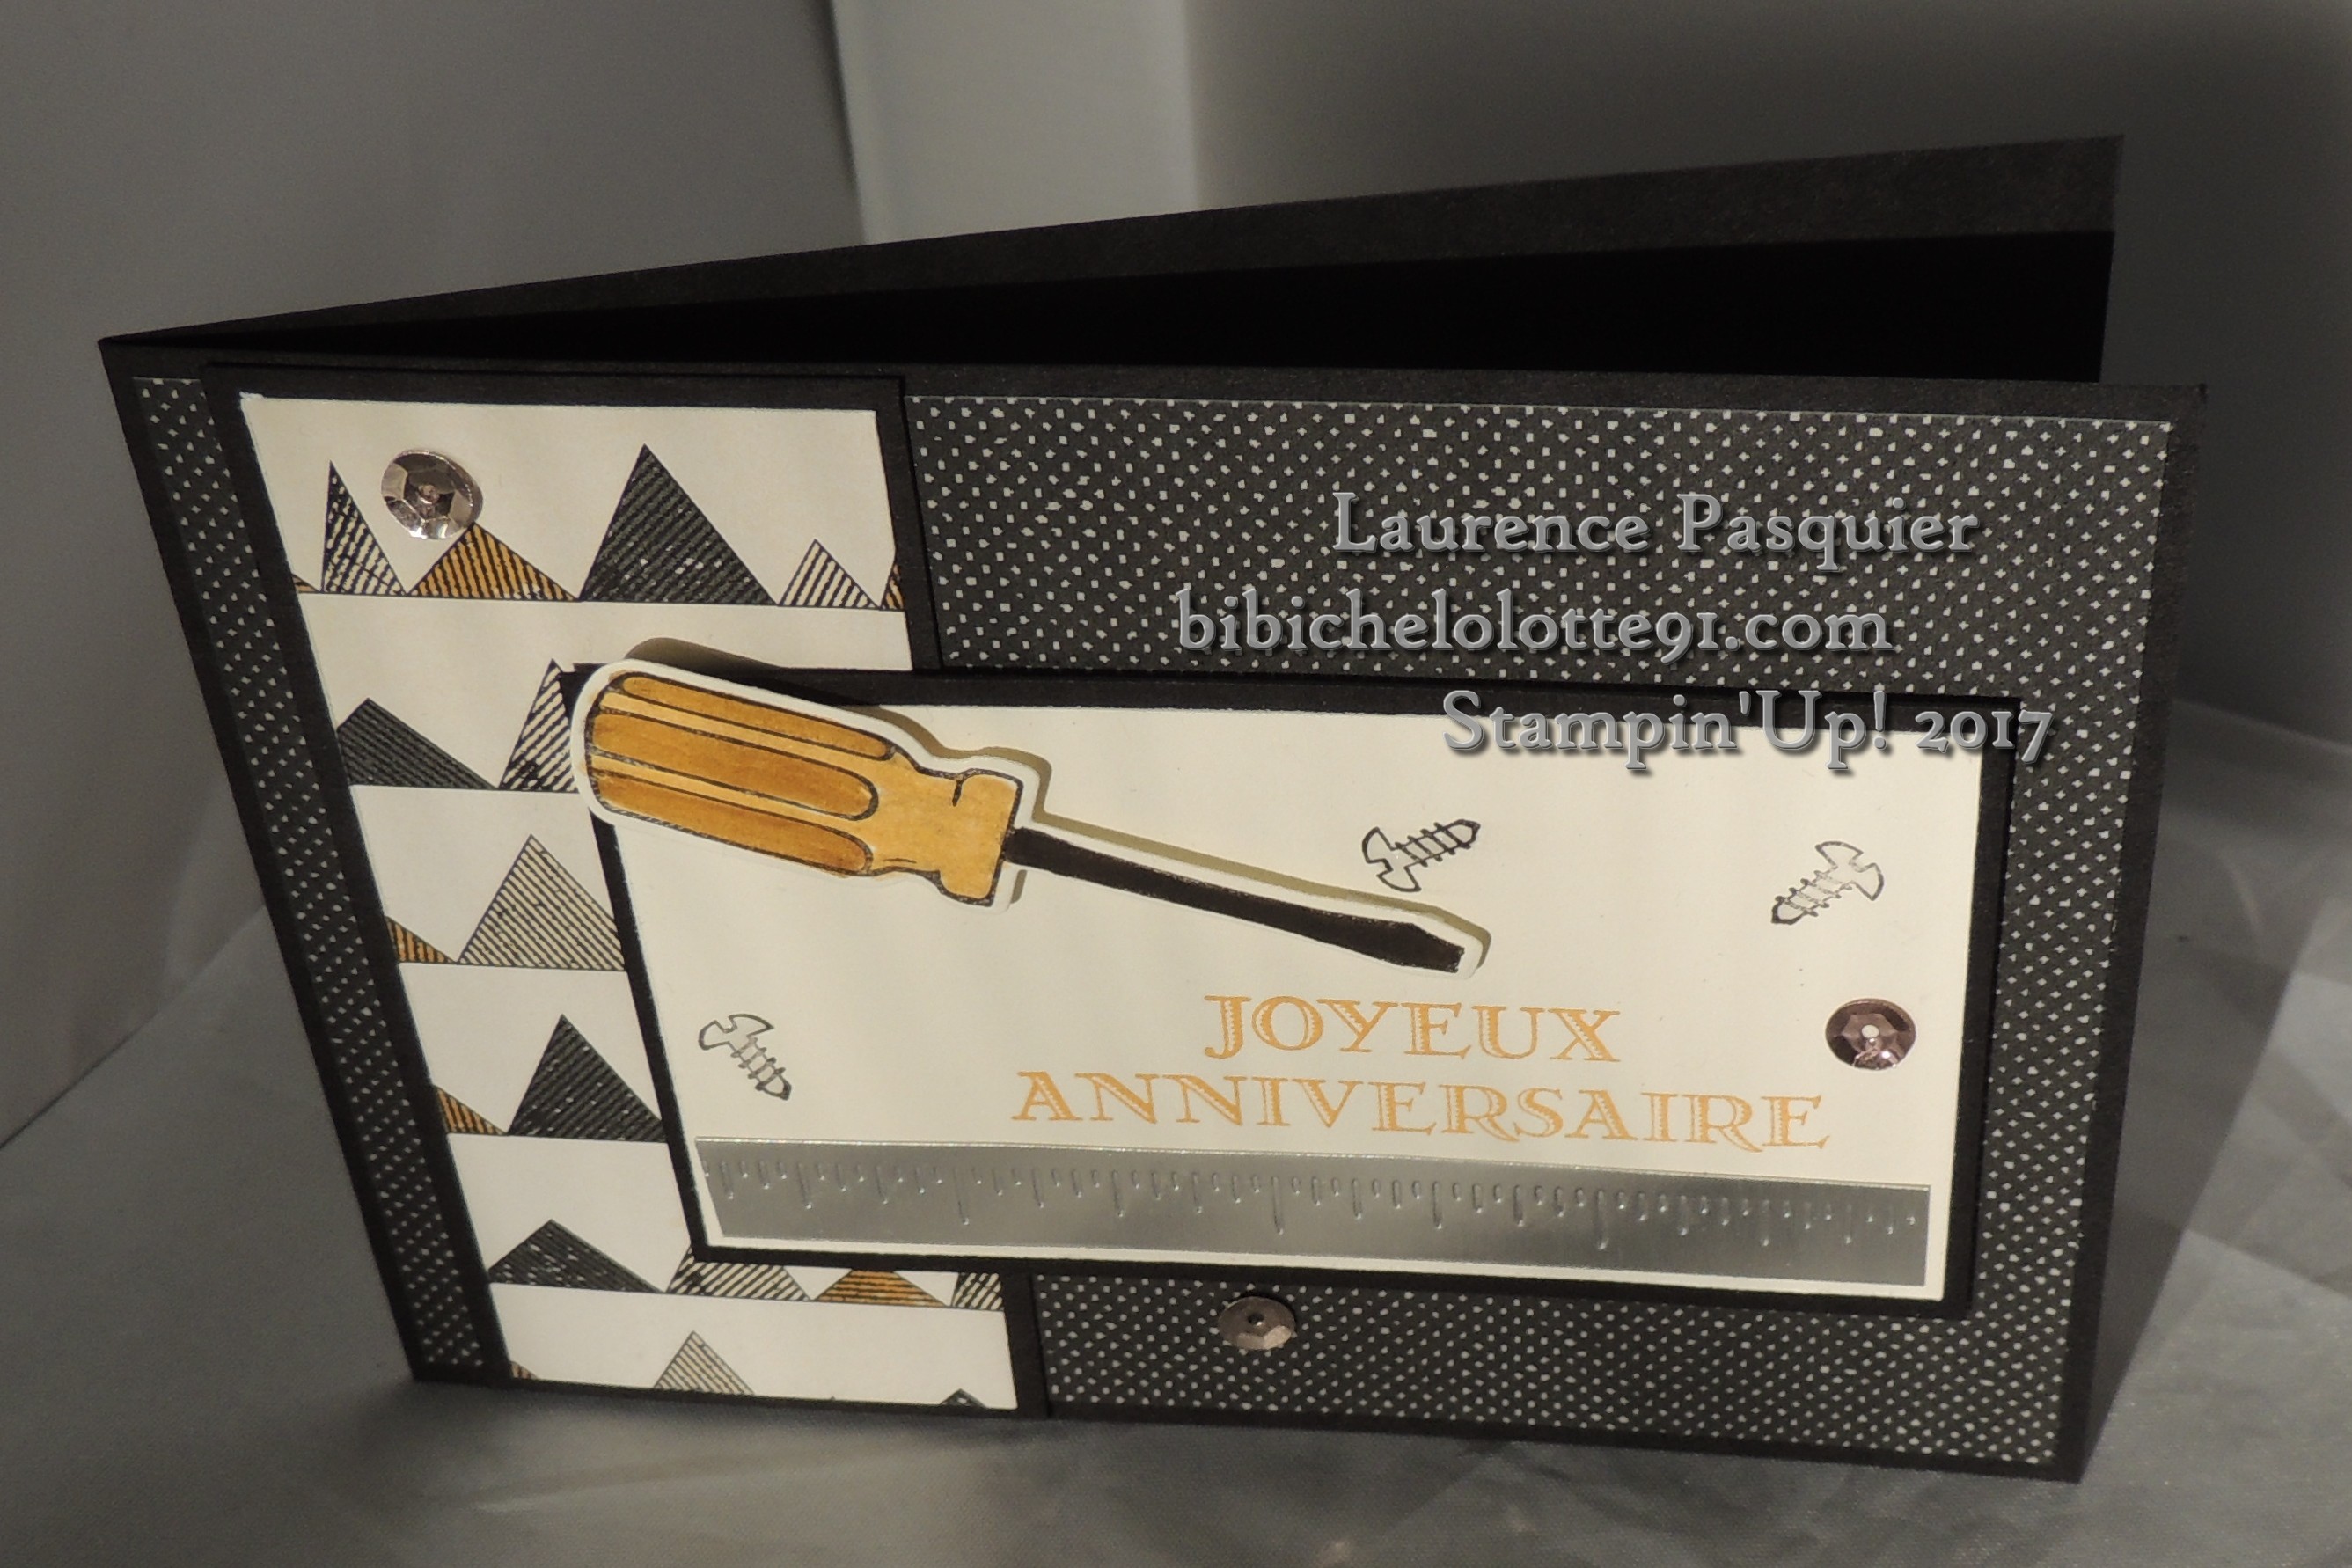 Laurence Pasquier
bibichelolotte91.com
Stampin'Up! 2017
JOYEUX
ANNIVERSAIRE